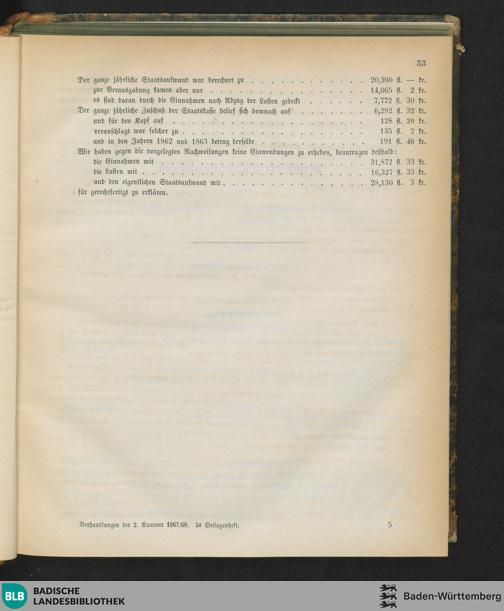 33
Der ganze jährliche Staatsaufwand war berechnet zu . . . . . . . . . . . . 20,390 fl. — kr.
zur Verausgabung kamen aber nur . . . . . . . . . . . . . . . . 14,065 fl. 2 kr.
es sind daran durch die Einnahmen nach Abzug der Lasten gedeckt . . . . . . 7,772 fl. 30 kr.
Der ganze jährliche Zuschuß der Staatskasse belief sich demnach auf . . . . . . . 6,292 fl. 32 kr.
und für den Kopf auf . . . . . . . . . . . . . . . . . . . . 128 fl. 20 kr.
veranschlagt war solcher zu . . . . . . . . . . . . . . . . . . . 135 fl. 2 kr.
und in den Jahren 1862 und 1863 betrug derselbe . . . . . . . . . . . 191 fl. 46 kr.
Wir haben gegen die vorgelegten Nachweisungen keine Einwendungen zu erheben, beantragen deßhalb:
die Einnahmen mit . . . . . . . . . . . . . . . . . . . . . 31,872 fl. 33 kr.
die Lasten mit . . . . . . . . . . . . . . . . . . . . . . . 16,327 fl. 33 kr.
und den eigentlichen Staatsaufwand mit . . . . . . . . . . . . . . . 28,130 fl. 3 kr.
für gerechtfertigt zu erklären.
Verhandlungen der 2. Kammer 1867/68. 5s Beilagenheft. 5
BLB BADISCHE
LANDESBIBLIOTHEK
Baden-Württemberg